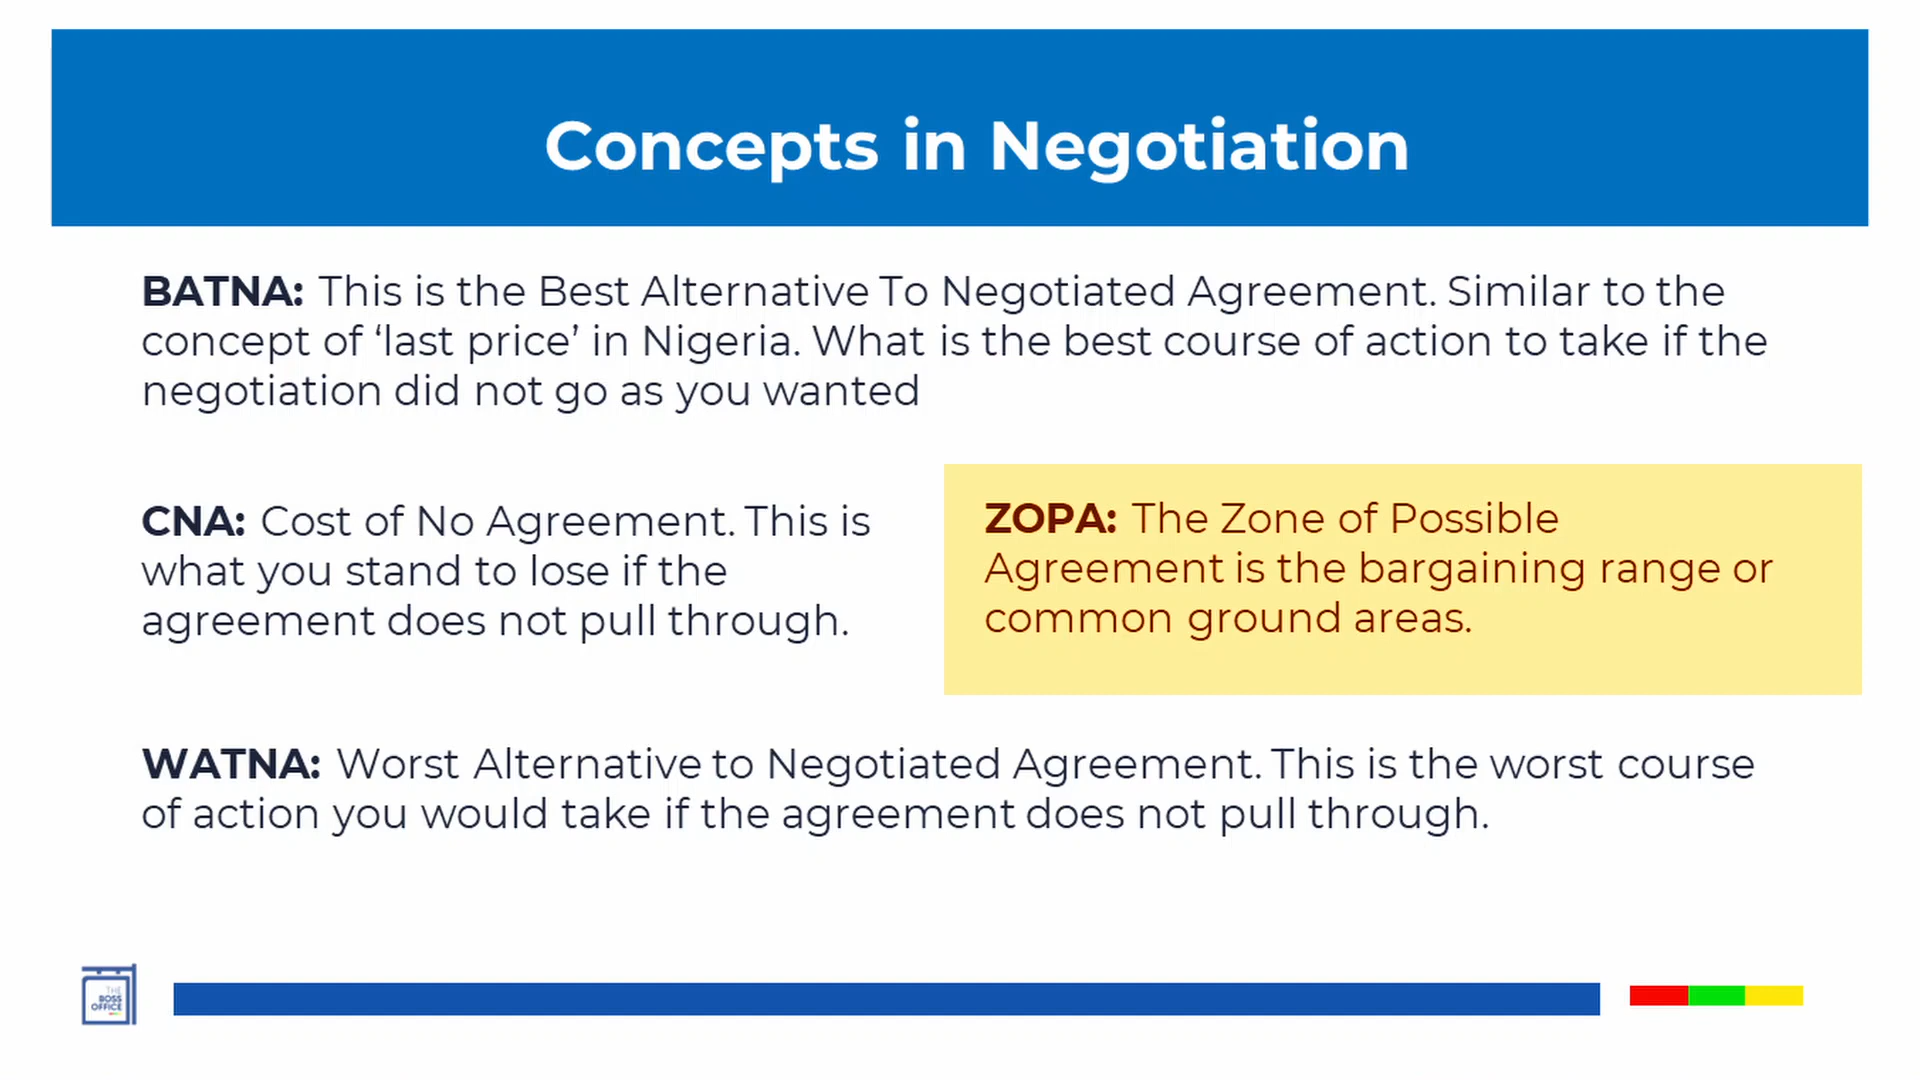 Concepts in Negotiation
BATNA: This is the Best Alternative To Negotiated Agreement. Similar to the
concept of ‘last price’ in Nigeria. What is the best course of action to take if the
negotiation did not go as you wanted
CNA: Cost of No Agreement. This is
what you stand to lose if the
agreement does not pull through.
ZOPA: The Zone of Possible
Agreement is the bargaining range or
common ground areas.
WATNA: Worst Alternative to Negotiated Agreement. This is the worst course
of action you would take if the agreement does not pull through.
THE
BOSS
OFFICE